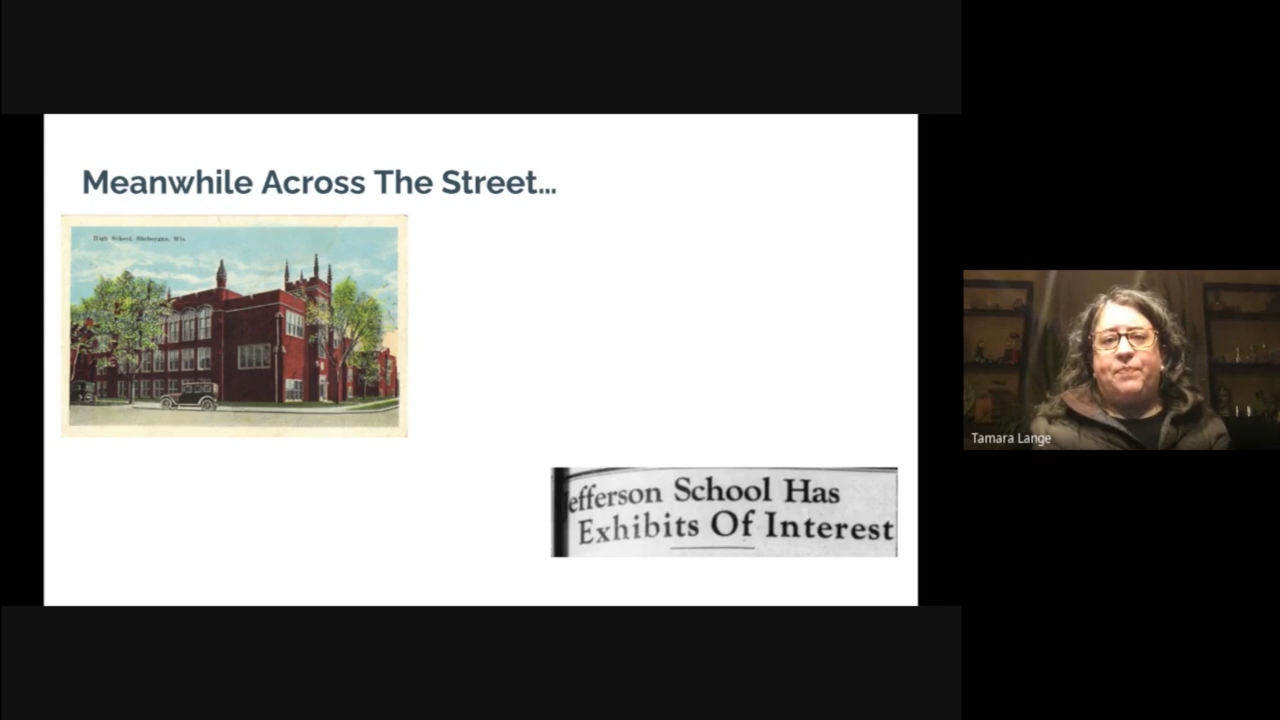 Meanwhile Across The Street…
High School, Sheboygan, Wis.
Jefferson School Has
Exhibits Of Interest
Tamara Lange